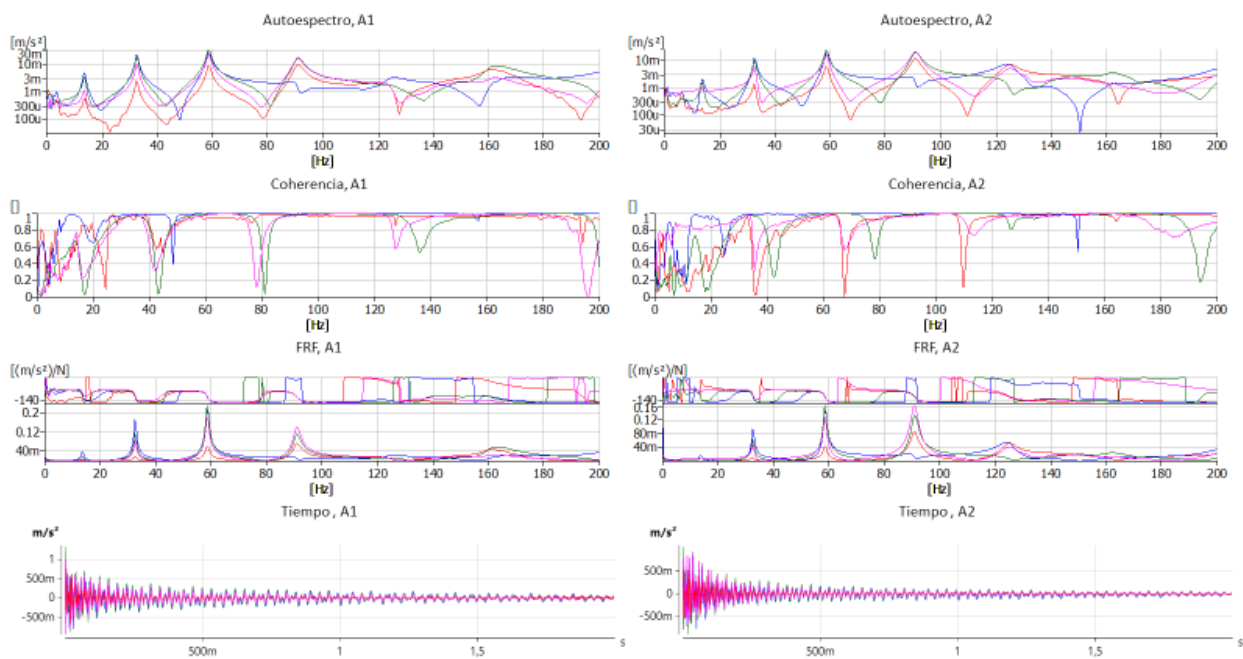 Autoespectro, A1
[m/s²]
30m
10m
3m
1m
300u
100u
0 20 40 60 80 100 120 140 160 180 200
[Hz]
Autoespectro, A2
[m/s²]
10m
3m
1m
300u
100u
30u
0 20 40 60 80 100 120 140 160 180 200
[Hz]
Coherencia, A1
[]
1
0.8
0.6
0.4
0.2
0
0 20 40 60 80 100 120 140 160 180 200
[Hz]
Coherencia, A2
[]
1
0.8
0.6
0.4
0.2
0
0 20 40 60 80 100 120 140 160 180 200
[Hz]
FRF, A1
[(m/s²)/N]
-140
0.2
0.12
40m
0 20 40 60 80 100 120 140 160 180 200
[Hz]
FRF, A2
[(m/s²)/N]
-140
0.16
0.12
80m
40m
0 20 40 60 80 100 120 140 160 180 200
[Hz]
Tiempo , A1
m/s²
1
500m
0
-500m
500m 1 1,5 s
Tiempo , A2
m/s²
500m
0
-500m
500m 1 1,5 s